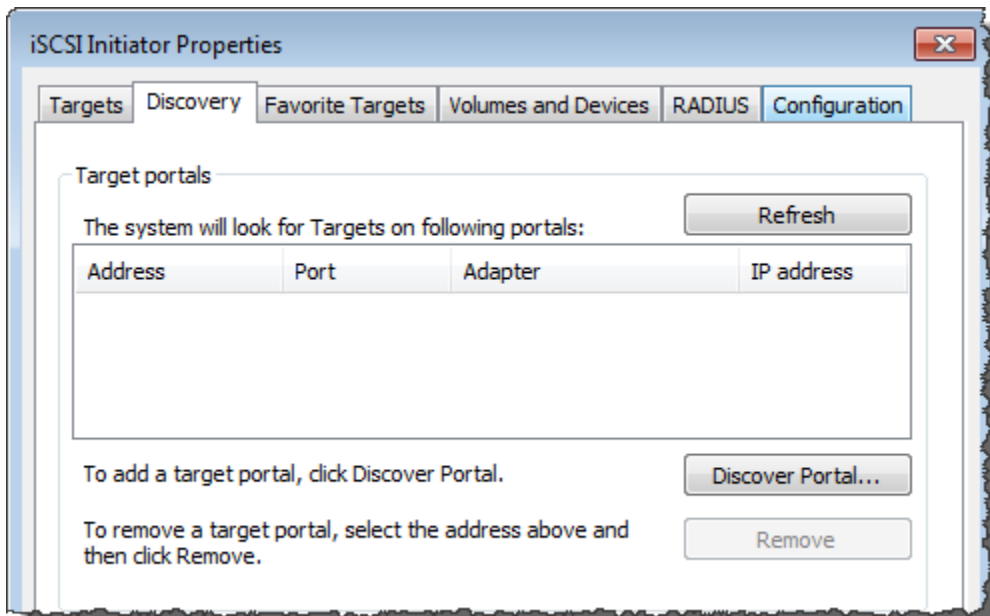 iSCSI Initiator Properties
Targets Discovery Favorite Targets Volumes and Devices RADIUS Configuration
Target portals
Refresh
The system will look for Targets on following portals:
Address Port Adapter IP address
To add a target portal, click Discover Portal.
Discover Portal...
To remove a target portal, select the address above and
then click Remove.
Remove